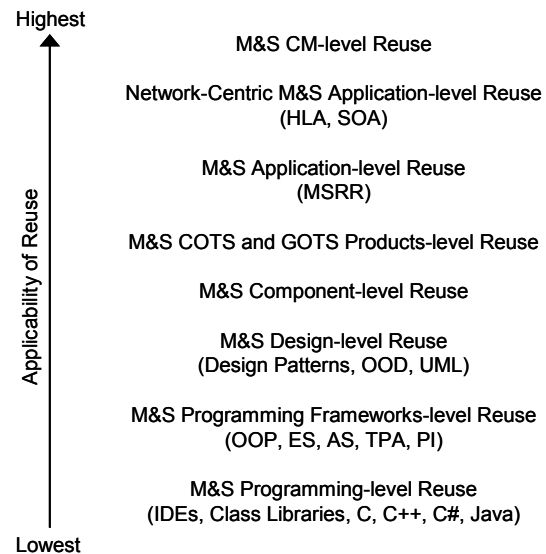 Highest
M&S CM-level Reuse
Network-Centric M&S Application-level Reuse
(HLA, SOA)
M&S Application-level Reuse
(MSRR)
M&S COTS and GOTS Products-level Reuse
M&S Component-level Reuse
M&S Design-level Reuse
(Design Patterns, OOD, UML)
M&S Programming Frameworks-level Reuse
(OOP, ES, AS, TPA, PI)
M&S Programming-level Reuse
(IDEs, Class Libraries, C, C++, C#, Java)
Lowest
Applicability of Reuse